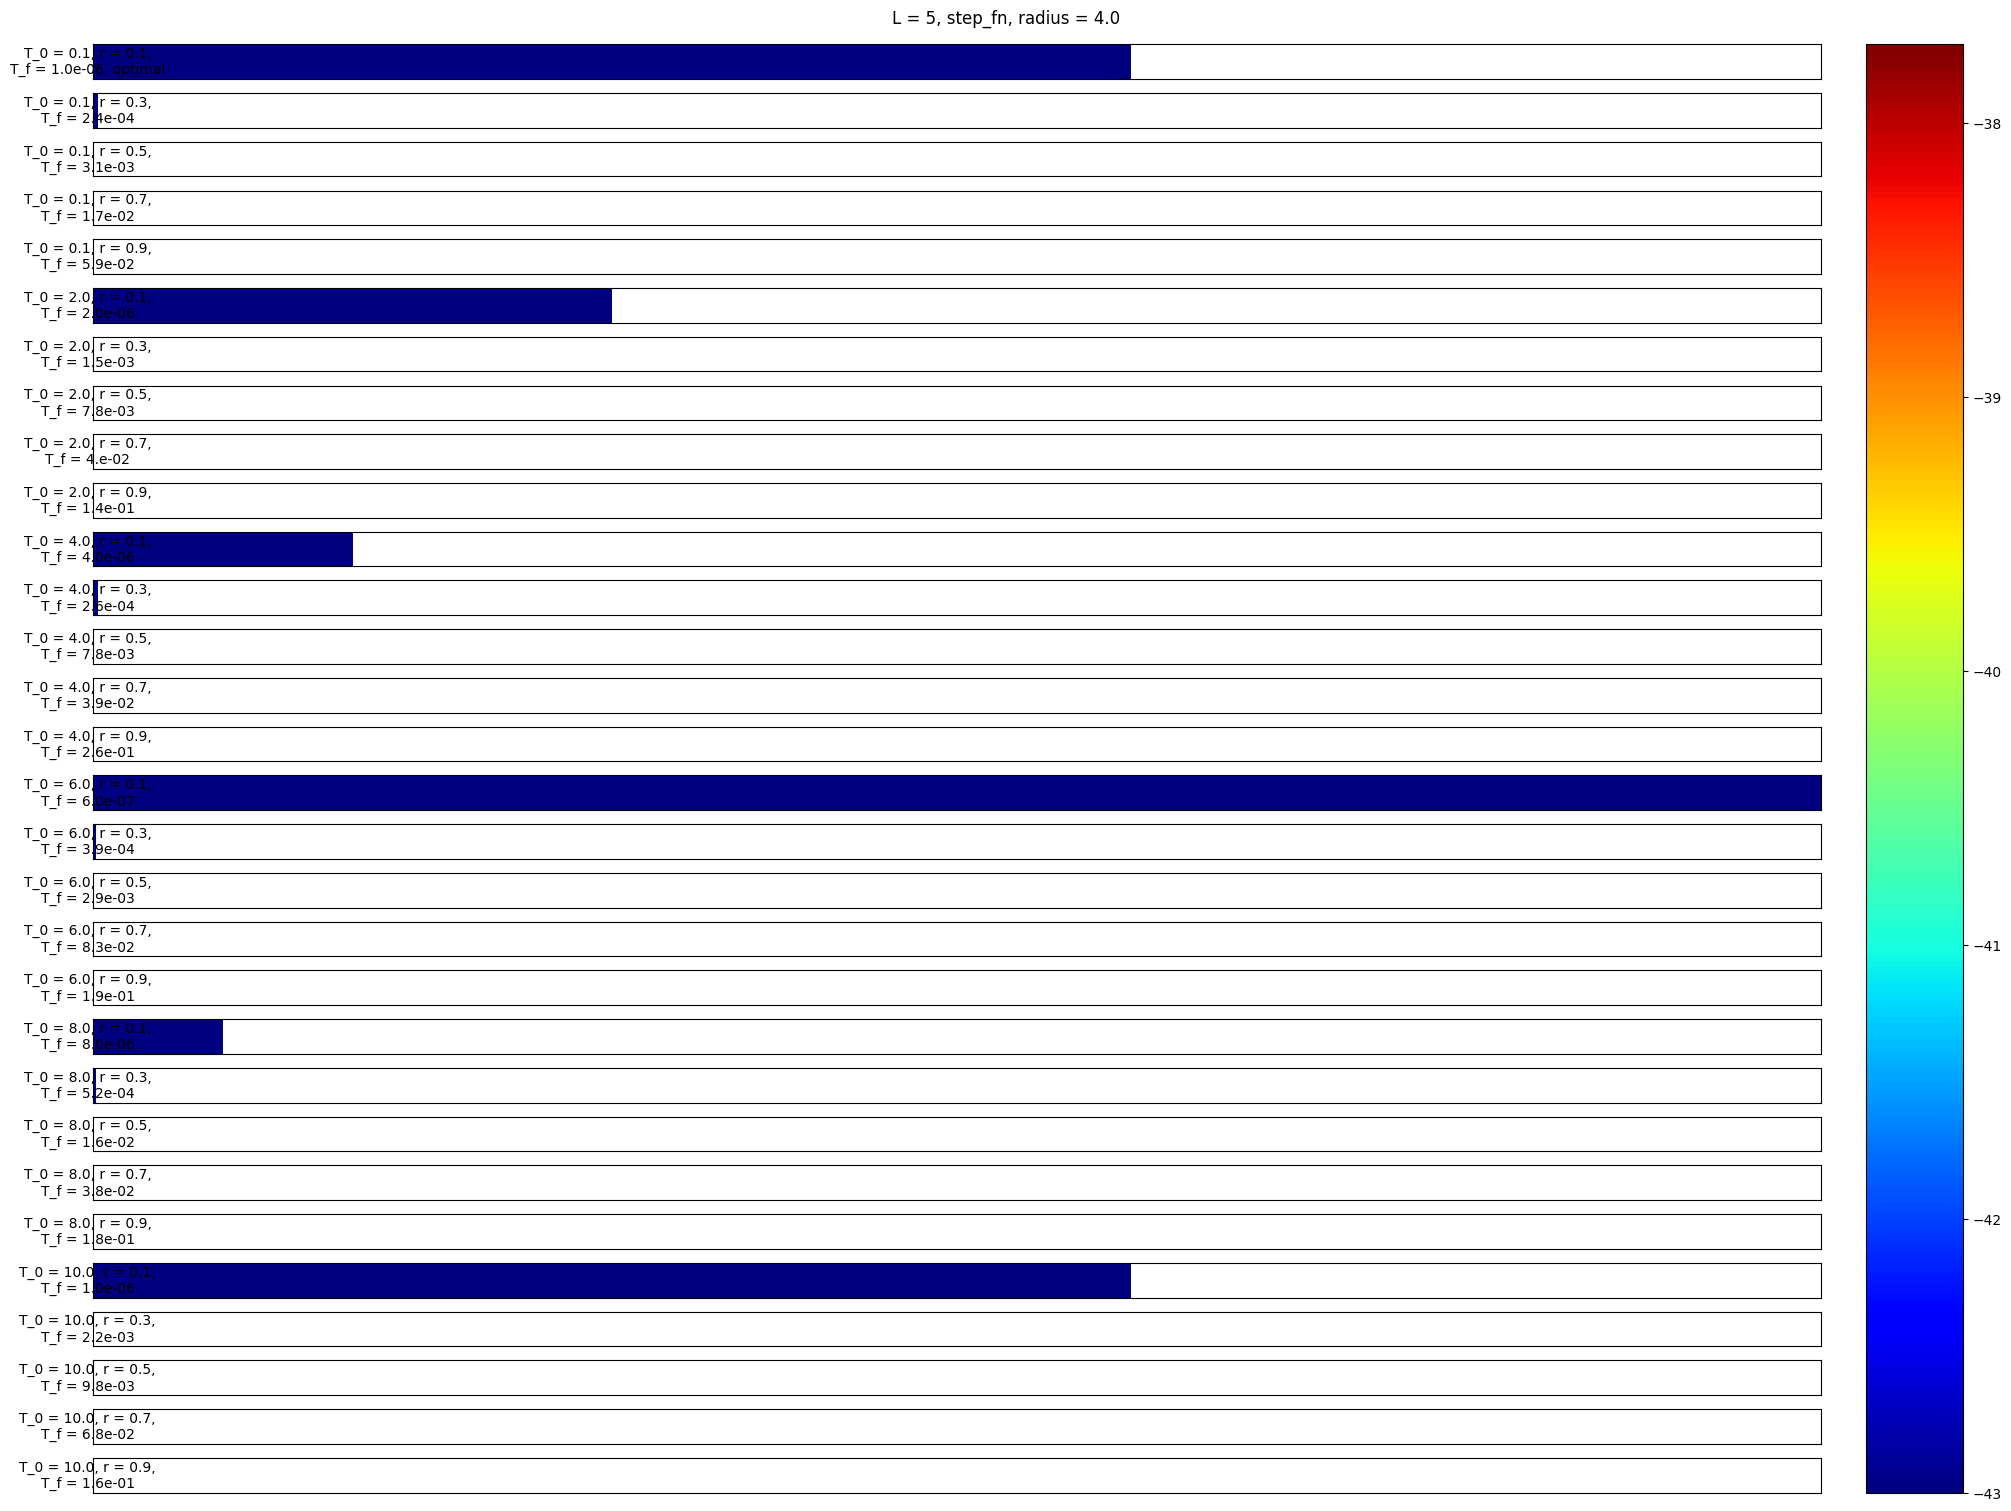 L = 5, step_fn, radius = 4.0
T_0 = 0.1, r = 0.1
T_f = 1.0e-06, optimal
T_0 = 0.1, r = 0.3,
T_f = 2.4e-04
T_0 = 0.1, r = 0.5,
T_f = 3.1e-03
T_0 = 0.1, r = 0.7,
T_f = 1.7e-02
T_0 = 0.1, r = 0.9,
T_f = 5.9e-02
T_0 = 2.0, r = 0.1,
T_f = 2.0e-06
T_0 = 2.0, r = 0.3,
T_f = 1.5e-03
T_0 = 2.0, r = 0.5,
T_f = 7.8e-03
T_0 = 2.0, r = 0.7,
T_f = 4.e-02
T_0 = 2.0, r = 0.9,
T_f = 1.4e-01
T_0 = 4.0, r = 0.1,
T_f = 4.0e-06
T_0 = 4.0, r = 0.3,
T_f = 2.6e-04
T_0 = 4.0, r = 0.5,
T_f = 7.8e-03
T_0 = 4.0, r = 0.7,
T_f = 3.9e-02
T_0 = 4.0, r = 0.9,
T_f = 2.6e-01
T_0 = 6.0, r = 0.1,
T_f = 6.0e-07
T_0 = 6.0, r = 0.3,
T_f = 3.9e-04
T_0 = 6.0, r = 0.5,
T_f = 2.9e-03
T_0 = 6.0, r = 0.7,
T_f = 8.3e-02
T_0 = 6.0, r = 0.9,
T_f = 1.9e-01
T_0 = 8.0, r = 0.1,
T_f = 8.0e-06
T_0 = 8.0, r = 0.3,
T_f = 5.2e-04
T_0 = 8.0, r = 0.5,
T_f = 1.6e-02
T_0 = 8.0, r = 0.7,
T_f = 3.8e-02
T_0 = 8.0, r = 0.9,
T_f = 1.8e-01
T_0 = 10.0, r = 0.1,
T_f = 1.0e-06
T_0 = 10.0, r = 0.3,
T_f = 2.2e-03
T_0 = 10.0, r = 0.5,
T_f = 9.8e-03
T_0 = 10.0, r = 0.7,
T_f = 6.8e-02
T_0 = 10.0, r = 0.9,
T_f = 1.6e-01
−38
−39
−40
−41
−42
−43